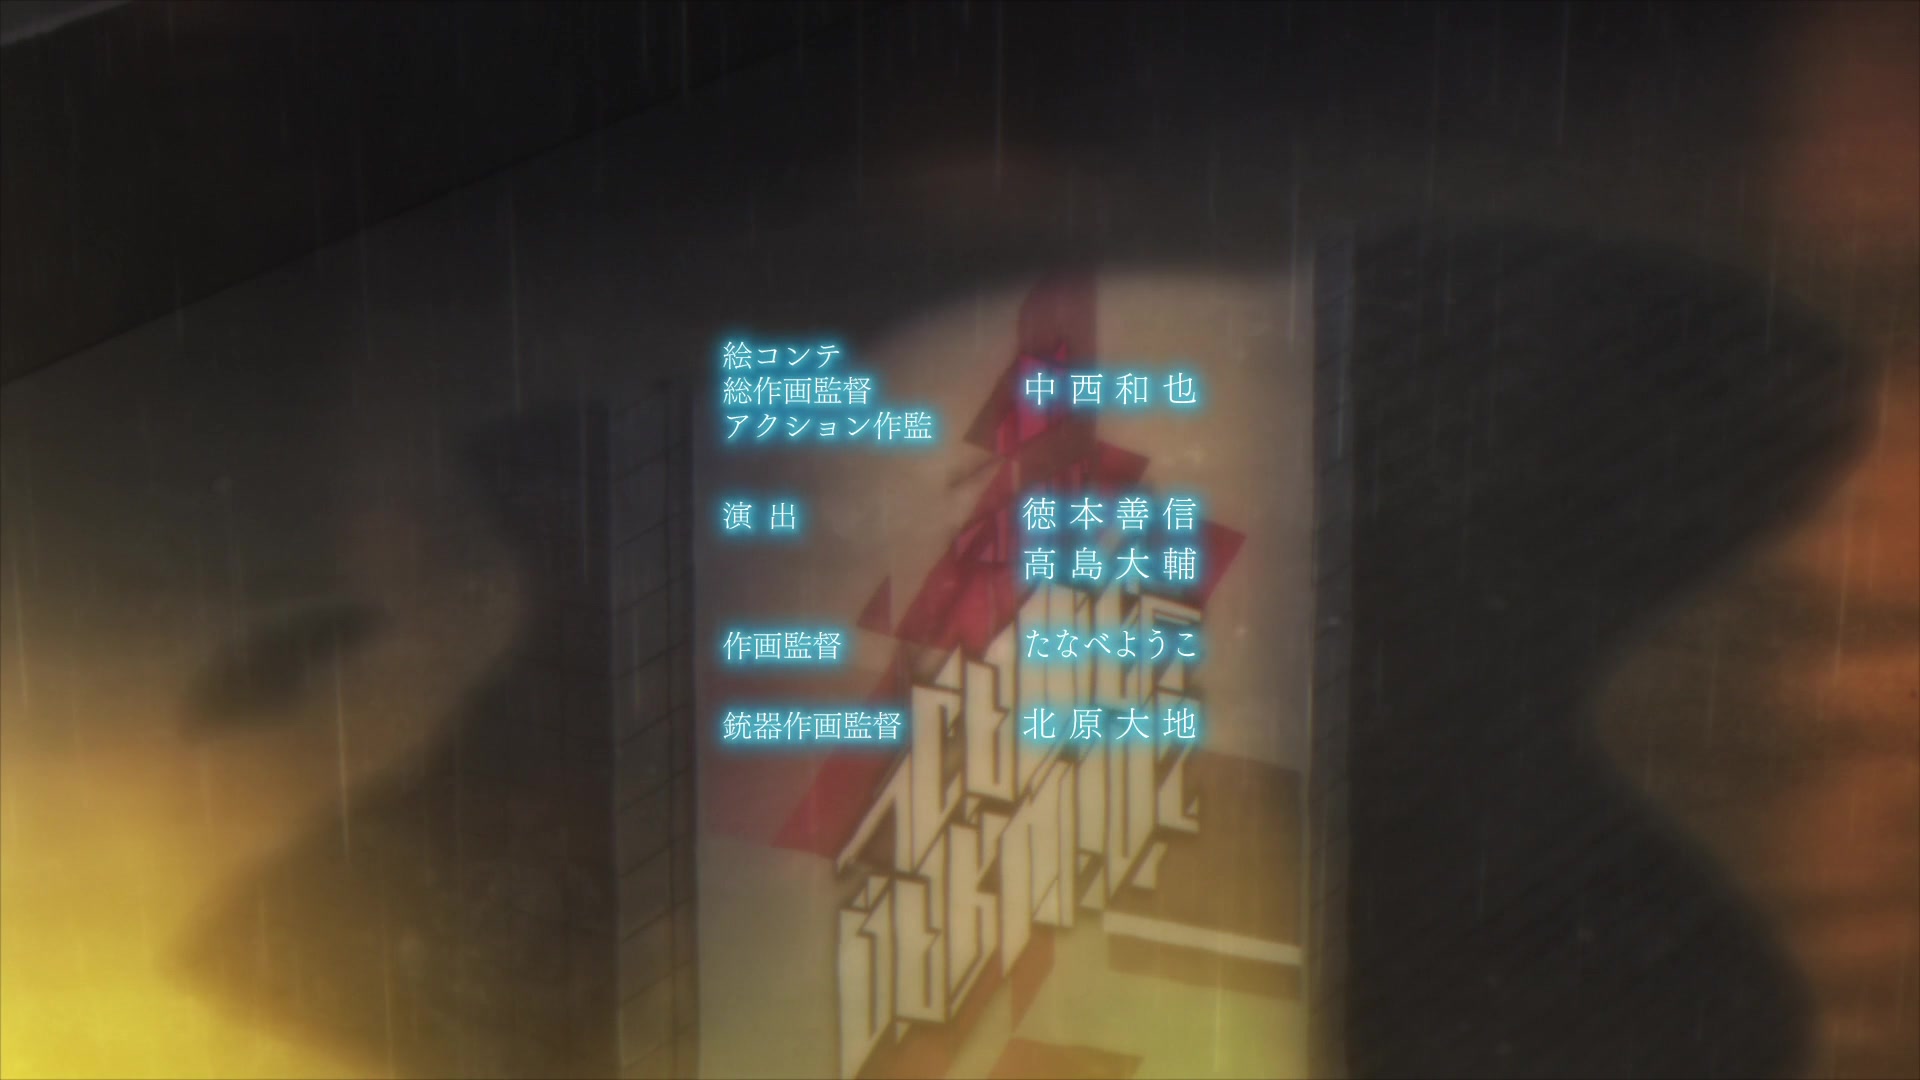 絵コンテ
総作画監督
アクション作監
中西和也
演出
徳本善信
高島大輔
作画監督
たなべようこ
銃器作画監督
北原大地